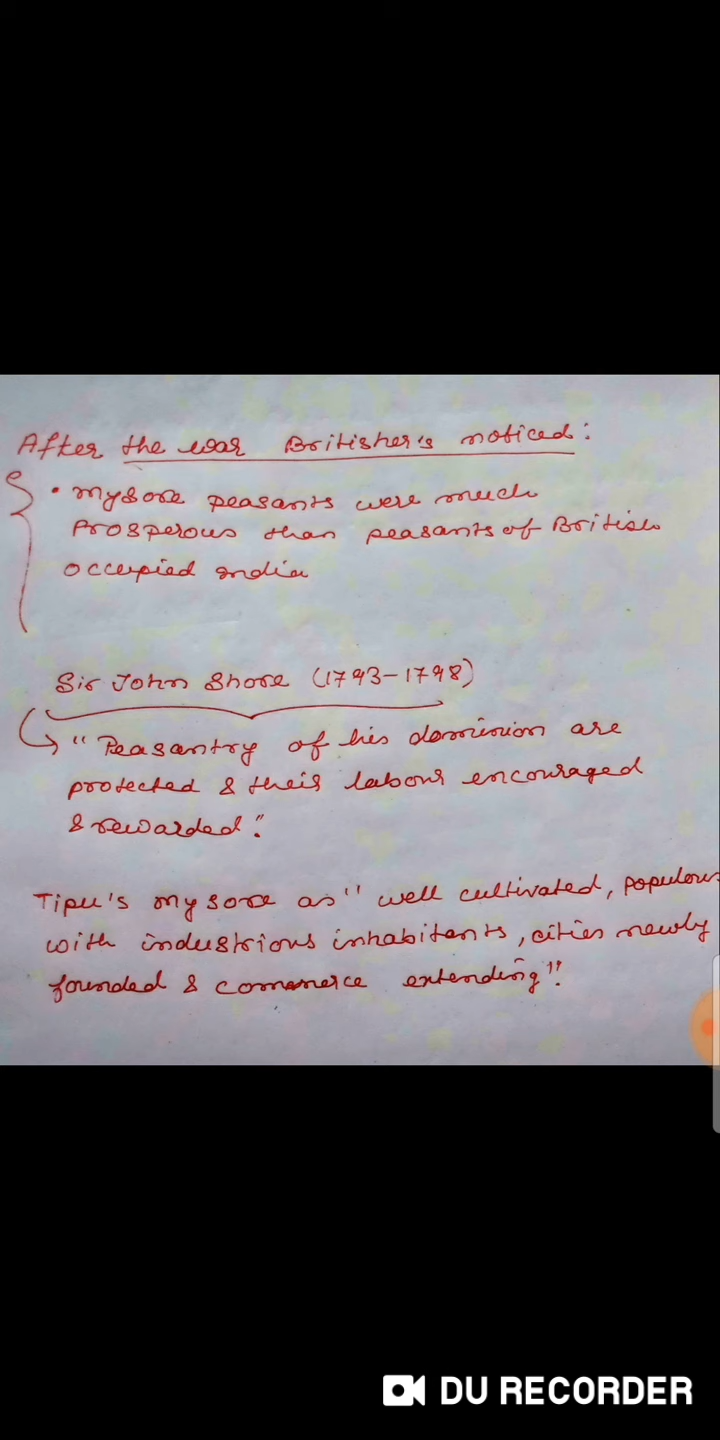 After the war Britisher's noticed:
• Mysore peasants were much
prosperous than peasants of British
occupied India
Sir John Shore (1793-1798)
"Peasantry of his dominion are
protected & their labour encouraged
& rewarded".
Tipu's mysore as "well cultivated, populous
with industrious inhabitants, cities newly
founded & commerce extending".
DU RECORDER